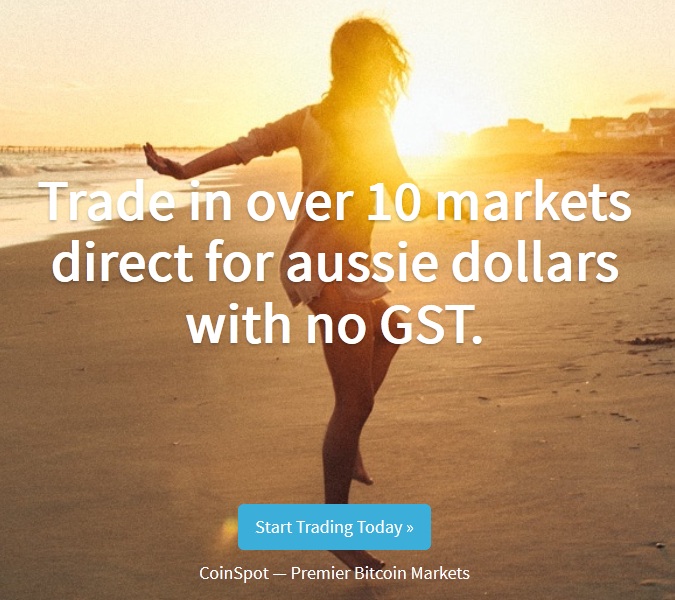 Trade in over 10 markets
direct for aussie dollars
with no GST.
Start Trading Today »
CoinSpot — Premier Bitcoin Markets